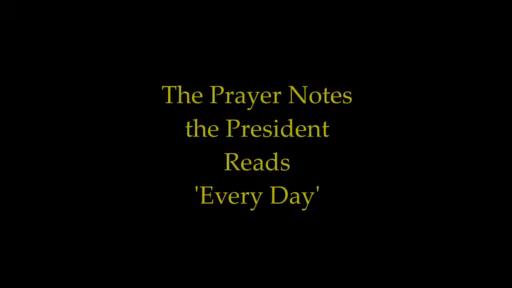 The Prayer Notes
the President
Reads
'Every Day'